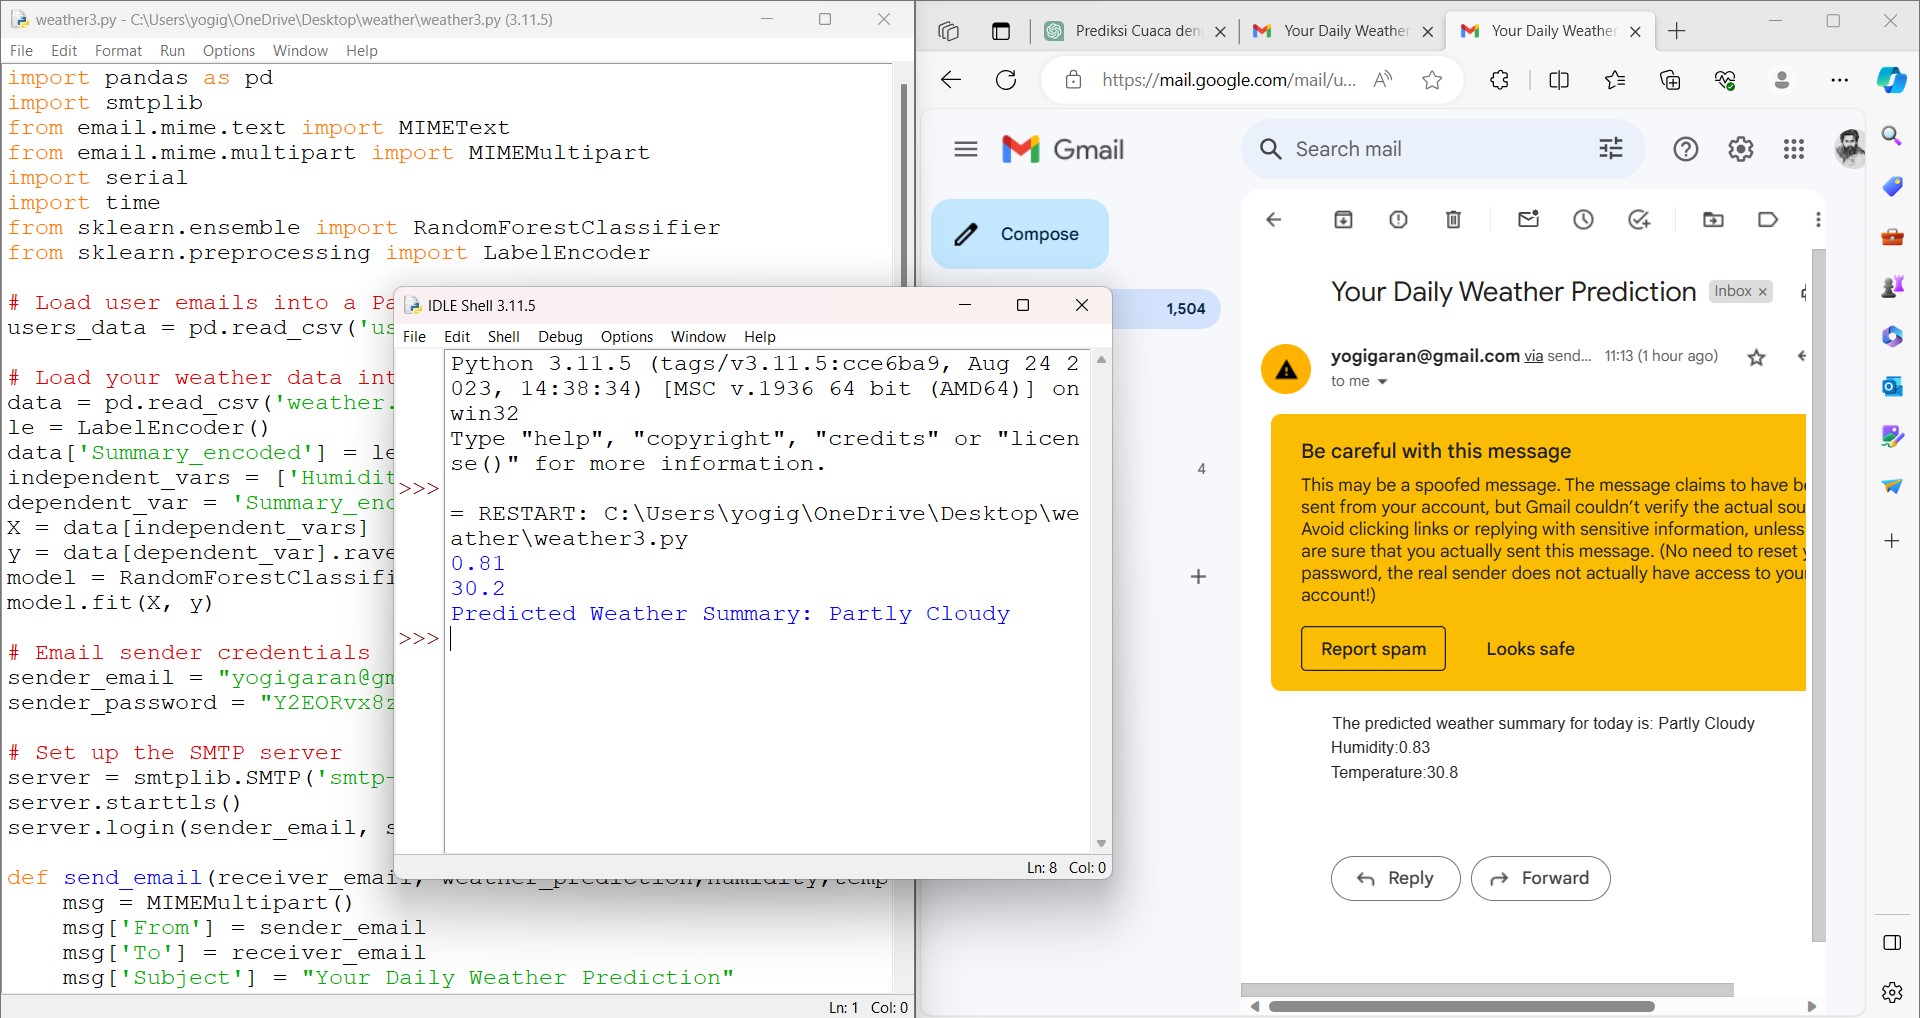 weather3.py - C:\Users\yogig\OneDrive\Desktop\weather\weather3.py (3.11.5)
File Edit Format Run Options Window Help
import pandas as pd
import smtplib
from email.mime.text import MIMEText
from email.mime.multipart import MIMEMultipart
import serial
import time
from sklearn.ensemble import RandomForestClassifier
from sklearn.preprocessing import LabelEncoder
# Load user emails into a Pa
users_data = pd.read_csv('us
# Load your weather data int
data = pd.read_csv('weather.
le = LabelEncoder()
data['Summary_encoded'] = le
independent_vars = ['Humidit
dependent_var = 'Summary_enc
X = data[independent_vars]
y = data[dependent_var].rave
model = RandomForestClassifi
model.fit(X, y)
# Email sender credentials
sender_email = "yogigaran@gm
sender_password = "Y2EORvx8z
# Set up the SMTP server
server = smtplib.SMTP('smtp-
server.starttls()
server.login(sender_email, s
def send_email(receiver_email, weather_prediction,humidity,temp
msg = MIMEMultipart()
msg['From'] = sender_email
msg['To'] = receiver_email
msg['Subject'] = "Your Daily Weather Prediction"
Ln: 1 Col: 0
IDLE Shell 3.11.5
File Edit Shell Debug Options Window Help
Python 3.11.5 (tags/v3.11.5:cce6ba9, Aug 24 2
023, 14:38:34) [MSC v.1936 64 bit (AMD64)] on
win32
Type "help", "copyright", "credits" or "licen
se()" for more information.
>>>
= RESTART: C:\Users\yogig\OneDrive\Desktop\we
ather\weather3.py
0.81
30.2
Predicted Weather Summary: Partly Cloudy
>>>
Ln: 8 Col: 0
Prediksi Cuaca den
Your Daily Weather
Your Daily Weather
https://mail.google.com/mail/u...
Gmail
Search mail
Compose
1,504
4
Your Daily Weather Prediction Inbox
yogigaran@gmail.com via send... 11:13 (1 hour ago)
to me
Be careful with this message
This may be a spoofed message. The message claims to have be
sent from your account, but Gmail couldn't verify the actual sou
Avoid clicking links or replying with sensitive information, unless
are sure that you actually sent this message. (No need to reset y
password, the real sender does not actually have access to your
account!)
Report spam Looks safe
The predicted weather summary for today is: Partly Cloudy
Humidity:0.83
Temperature:30.8
Reply Forward